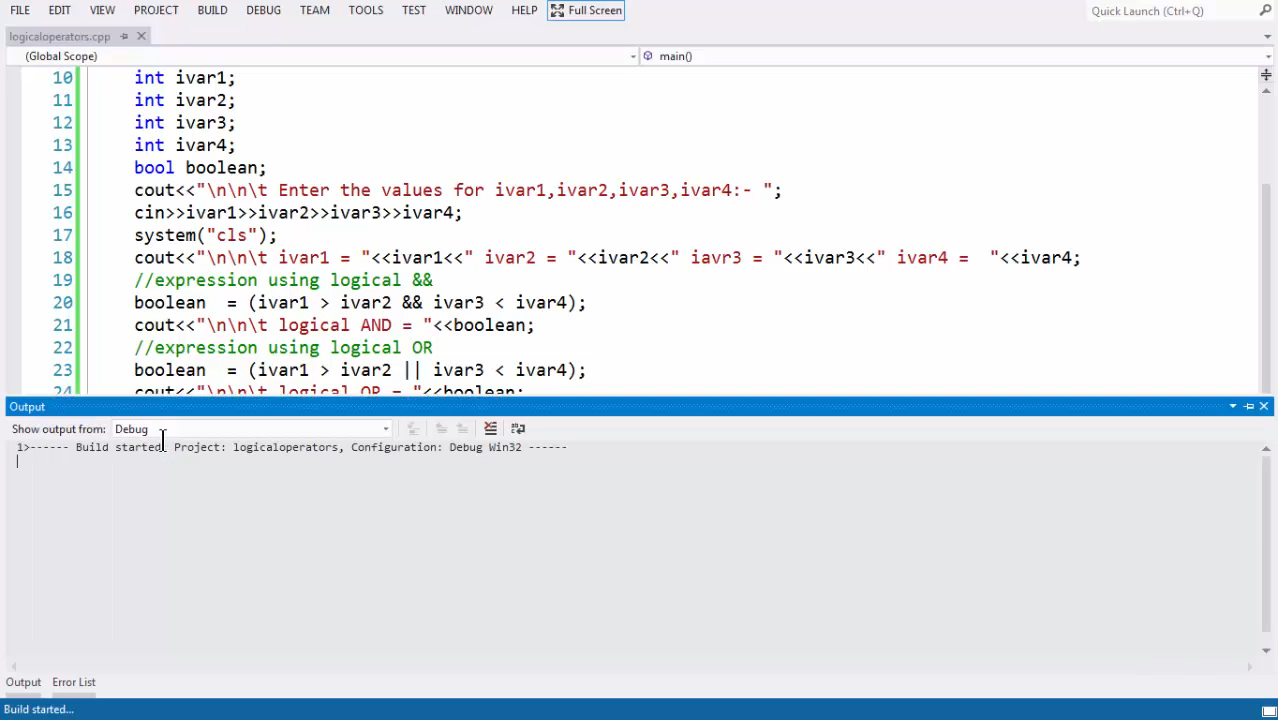 FILE EDIT VIEW PROJECT BUILD DEBUG TEAM TOOLS TEST WINDOW HELP Full Screen Quick Launch (Ctrl+Q)
logicaloperators.cpp
(Global Scope) main()
10 int ivar1;
11 int ivar2;
12 int ivar3;
13 int ivar4;
14 bool boolean;
15 cout<<"\n\n\t Enter the values for ivar1,ivar2,ivar3,ivar4:- ";
16 cin>>ivar1>>ivar2>>ivar3>>ivar4;
17 system("cls");
18 cout<<"\n\n\t ivar1 = "<<ivar1<<" ivar2 = "<<ivar2<<" iavr3 = "<<ivar3<<" ivar4 =  "<<ivar4;
19 //expression using logical &&
20 boolean  = (ivar1 > ivar2 && ivar3 < ivar4);
21 cout<<"\n\n\t logical AND = "<<boolean;
22 //expression using logical OR
23 boolean  = (ivar1 > ivar2 || ivar3 < ivar4);
24 cout<<"\n\n\t logical OR = "<<boolean;
Output
Show output from: Debug
1>------ Build started: Project: logicaloperators, Configuration: Debug Win32 ------
Output Error List
Build started...